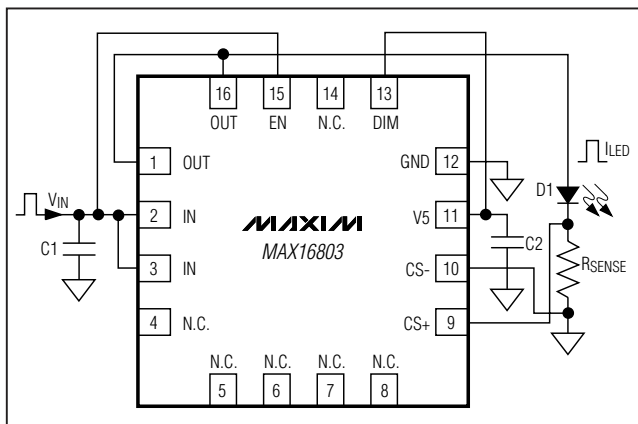 16 15 14 13
OUT EN N.C. DIM
1 OUT
GND 12
ILED
VIN
2 IN
D1
MAXIM
MAX16803
V5 11
C1
C2
3 IN
CS- 10
RSENSE
4 N.C.
CS+ 9
N.C. N.C. N.C. N.C.
5 6 7 8